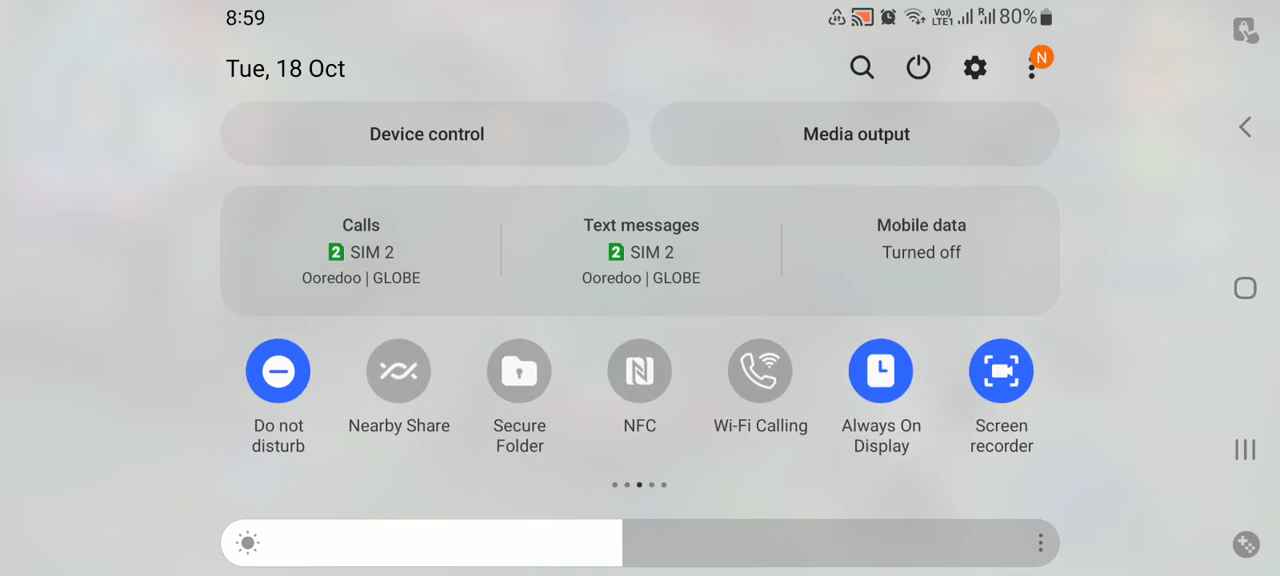 8:59
Vo)) R 80%
LTE1
Tue, 18 Oct
N
Device control
Media output
Calls
2 SIM 2
Ooredoo | GLOBE
Text messages
2 SIM 2
Ooredoo | GLOBE
Mobile data
Turned off
Do not
disturb
Nearby Share
Secure
Folder
NFC
Wi-Fi Calling
Always On
Display
Screen
recorder